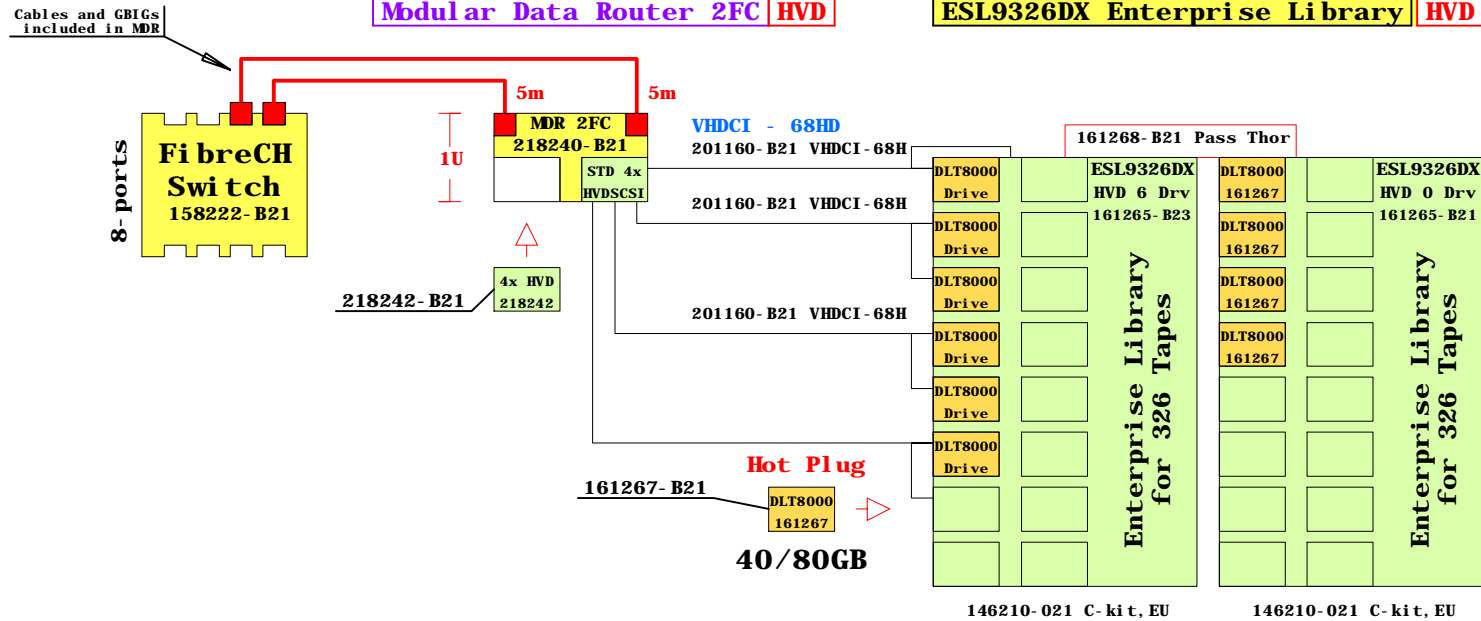 Cables and GBIGs
included in MDR
Modular Data Router 2FC HVD
ESL9326DX Enterprise Library HVD
8-ports
FibreCH
Switch
158222-B21
5m
5m
1U
MDR 2FC
218240-B21
STD 4x
HVDSCSI
VHDCI - 68HD
201160-B21 VHDCI-68H
201160-B21 VHDCI-68H
201160-B21 VHDCI-68H
218242-B21
4x HVD
218242
161268-B21 Pass Thor
DLT8000
Drive
DLT8000
Drive
DLT8000
Drive
DLT8000
Drive
DLT8000
Drive
DLT8000
Drive
ESL9326DX
HVD 6 Drv
161265-B23
Enterprise Library
for 326 Tapes
DLT8000
161267
DLT8000
161267
DLT8000
161267
DLT8000
161267
ESL9326DX
HVD 0 Drv
161265-B21
Enterprise Library
for 326 Tapes
Hot Plug
161267-B21
DLT8000
161267
40/80GB
146210-021 C-kit,EU
146210-021 C-kit,EU